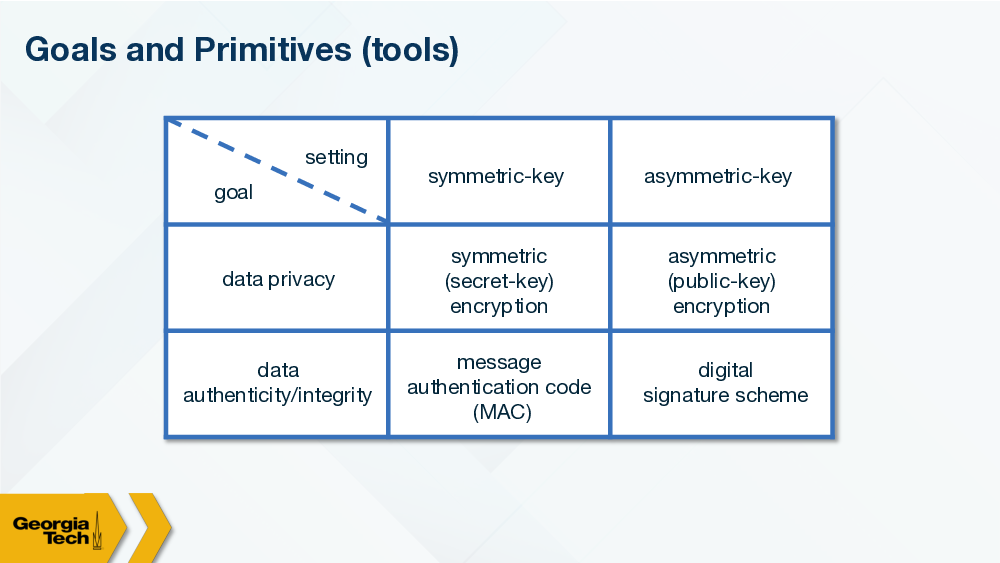 Goals and Primitives (tools)
setting
goal
symmetric-key
asymmetric-key
data privacy
symmetric
(secret-key)
encryption
asymmetric
(public-key)
encryption
data
authenticity/integrity
message
authentication code
(MAC)
digital
signature scheme
Georgia
Tech